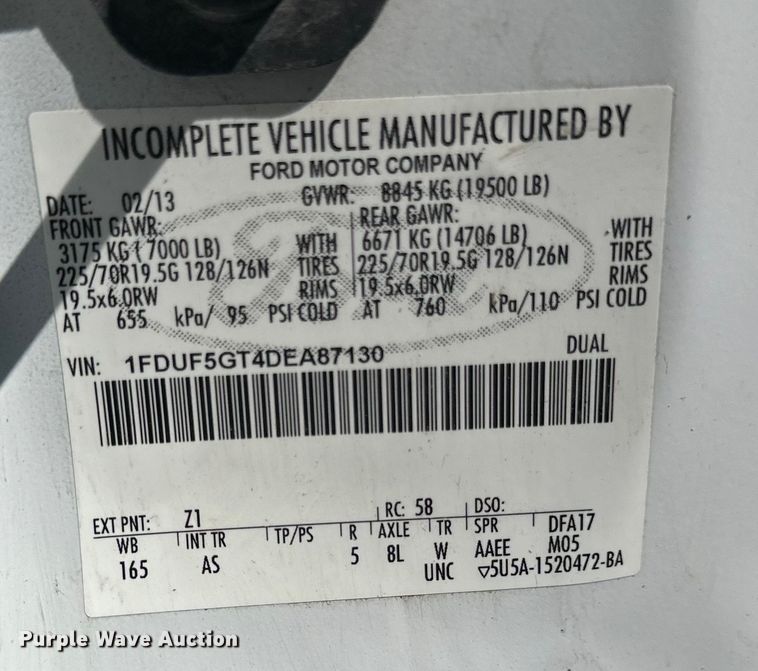 INCOMPLETE VEHICLE MANUFACTURED BY
FORD MOTOR COMPANY
DATE: 02/13 GVWR: 8845 KG (19500 LB)
FRONT GAWR: REAR GAWR:
3175 KG (7000 LB) WITH 6671 KG (14706 LB) WITH
225/70R19.5G 128/126N TIRES 225/70R19.5G 128/126N TIRES
19.5x6.0RW RIMS 19.5x6.0RW RIMS
AT 655 kPa/ 95 PSI COLD AT 760 kPa/110 PSI COLD
VIN: 1FDUF5GT4DEA87130 DUAL
EXT PNT: Z1 RC: 58 DSO:
WB INT TR TP/PS R AXLE TR SPR DFA17
165 AS 5 8L W AAEE M05
UNC ▽5U5A-1520472-BA
Purple Wave Auction